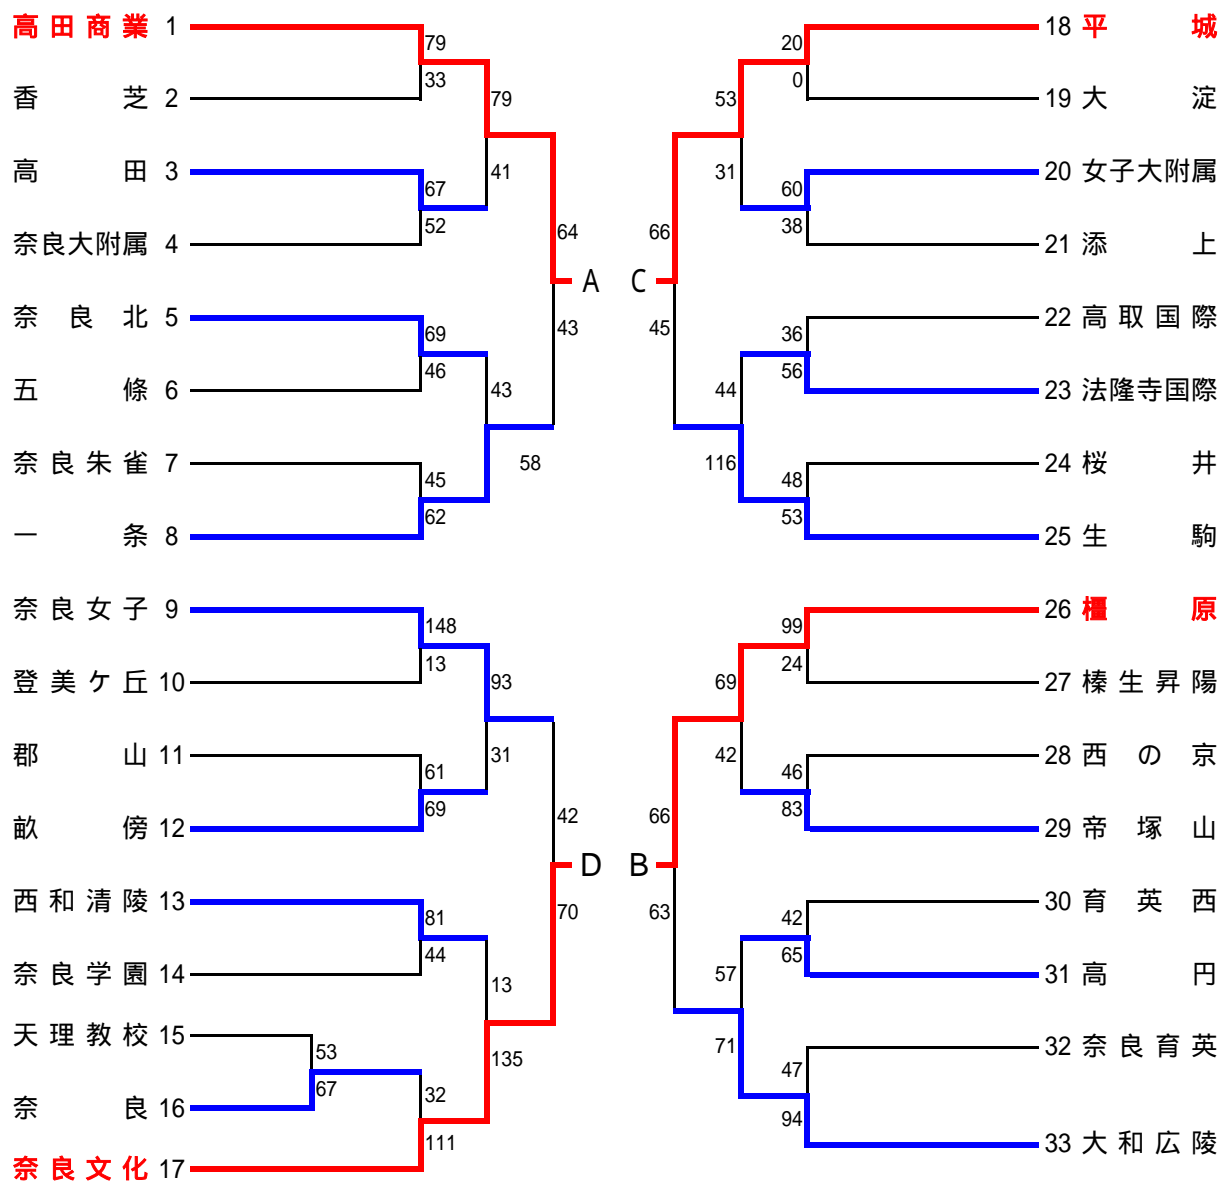 高田商業 1
79
33
香芝 2
79
高田 3
41
67
52
奈良大附属 4
64
A
奈良北 5
43
69
46
五條 6
43
奈良朱雀 7
58
45
62
一条 8
奈良女子 9
148
13
登美ケ丘 10
93
郡山 11
31
61
69
畝傍 12
42
D
西和清陵 13
70
81
44
奈良学園 14
13
天理教校 15
53
67
135
奈良 16
32
111
奈良文化 17
18 平城
20
0
19 大淀
53
20 女子大附属
31
60
38
21 添上
66
C
22 高取国際
45
36
56
23 法隆寺国際
44
24 桜井
116
48
53
25 生駒
26 橿原
99
24
27 榛生昇陽
69
28 西の京
42
46
83
29 帝塚山
66
B
30 育英西
63
42
65
31 高円
57
32 奈良育英
71
47
94
33 大和広陵